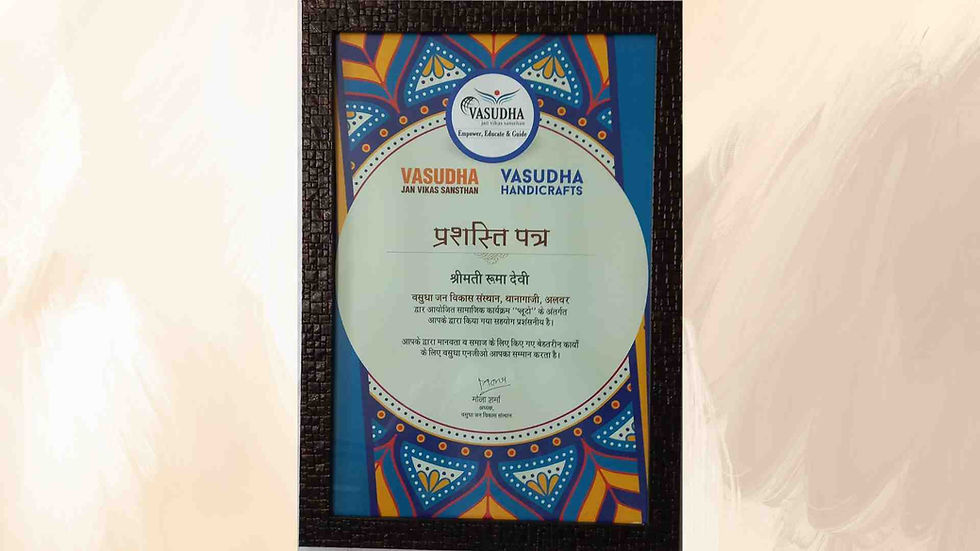 VASUDHA
jan vikas sansthan
Empower, Educate & Guide
VASUDHA
JAN VIKAS SANSTHAN
VASUDHA
HANDICRAFTS
प्रशस्ति पत्र
श्रीमती रूमा देवी
वसुधा जन विकास संस्थान, थानागाजी, अलवर
द्वार आयोजित सामाजिक कार्यक्रम "प्लूटो" के अंतर्गत
आपके द्वारा किया गया सहयोग प्रशंसनीय है।
आपके द्वारा मानवता व समाज के लिए किए गए बेहतरीन कार्यों
के लिए वसुधा एनजीओ आपका सम्मान करता है।
शर्मा
अध्यक्ष,
वसुधा जन विकास संस्थान